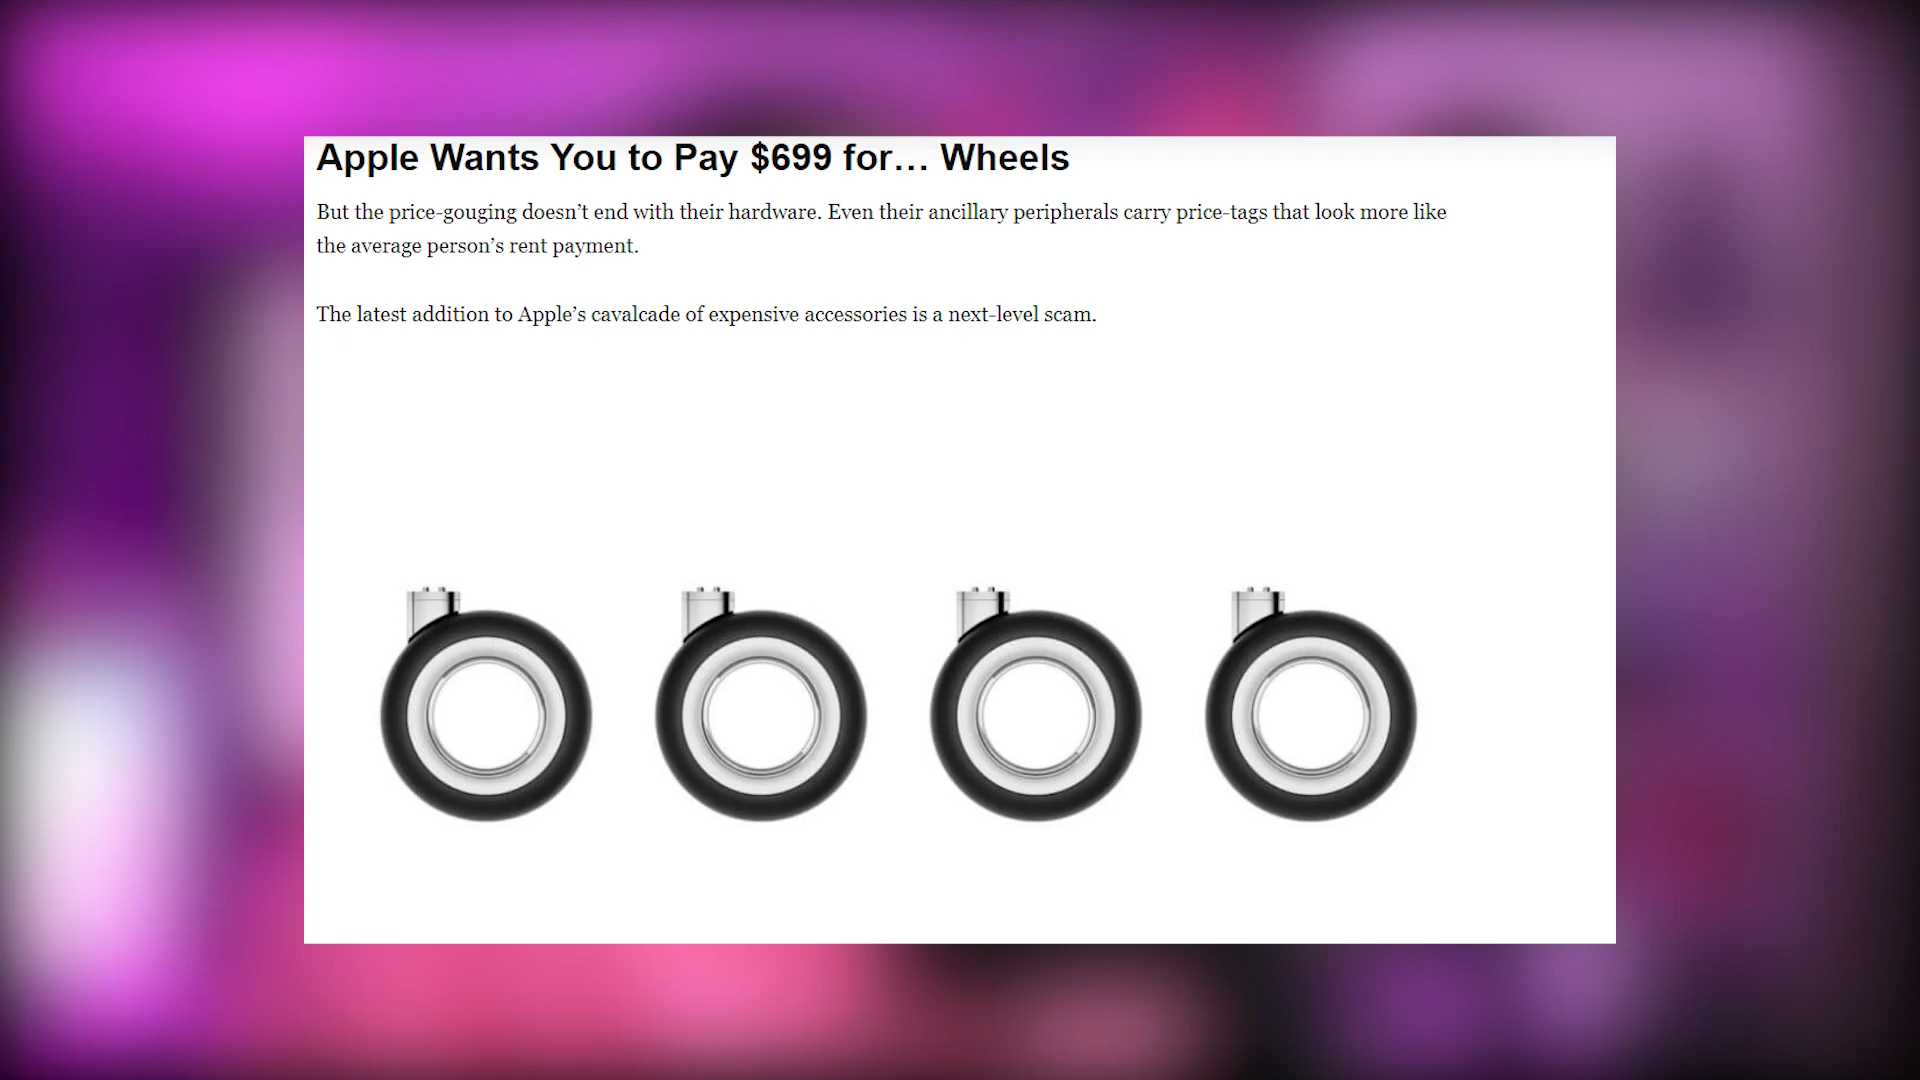 Apple Wants You to Pay $699 for… Wheels
But the price-gouging doesn’t end with their hardware. Even their ancillary peripherals carry price-tags that look more like
the average person’s rent payment.
The latest addition to Apple’s cavalcade of expensive accessories is a next-level scam.